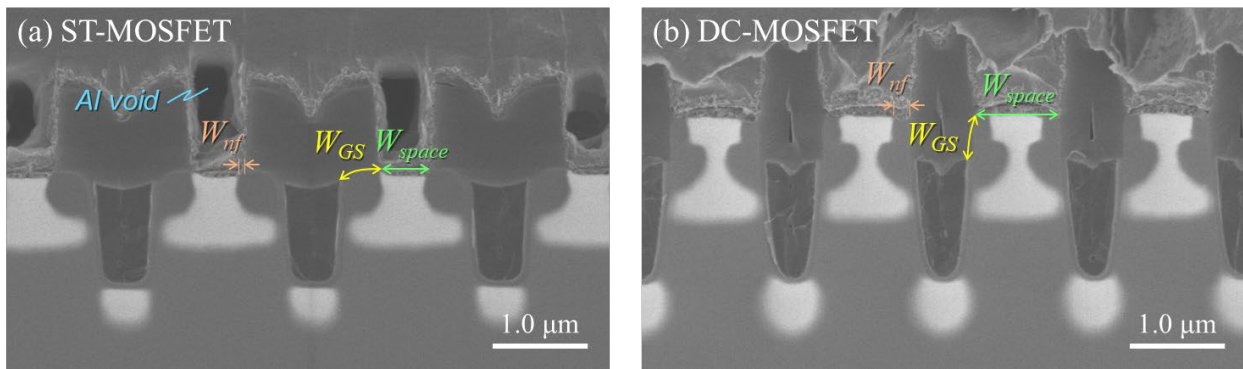 (a) ST-MOSFET
Al void
W_nf
W_GS
W_space
1.0 μm
(b) DC-MOSFET
W_nf
W_space
W_GS
1.0 μm